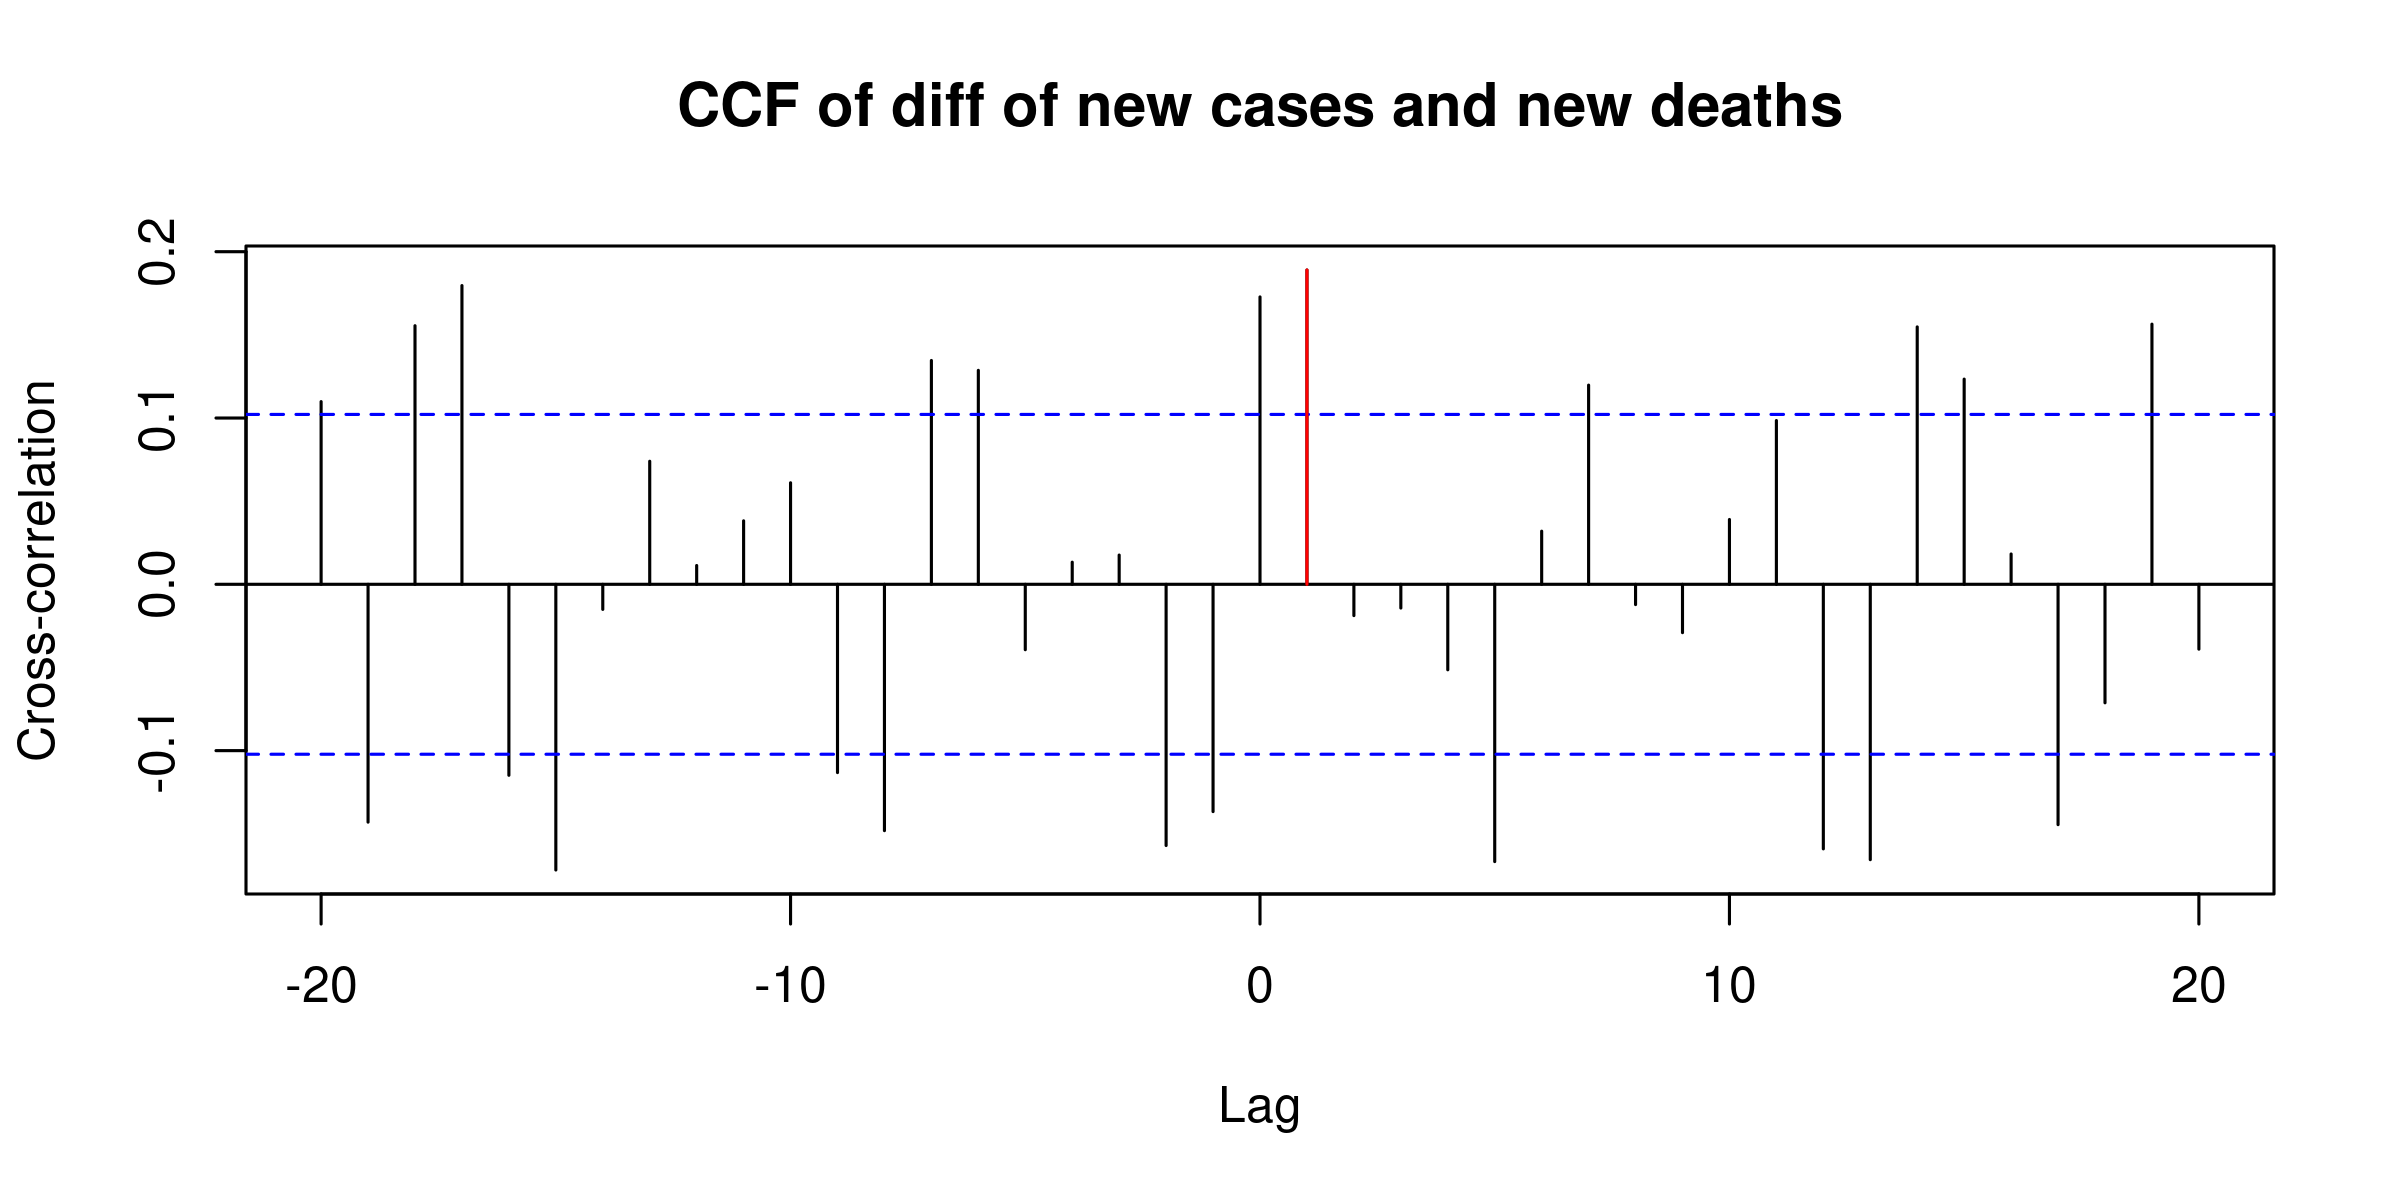 CCF of diff of new cases and new deaths
0.2
0.1
0.0
-0.1
Cross-correlation
-20 -10 0 10 20
Lag